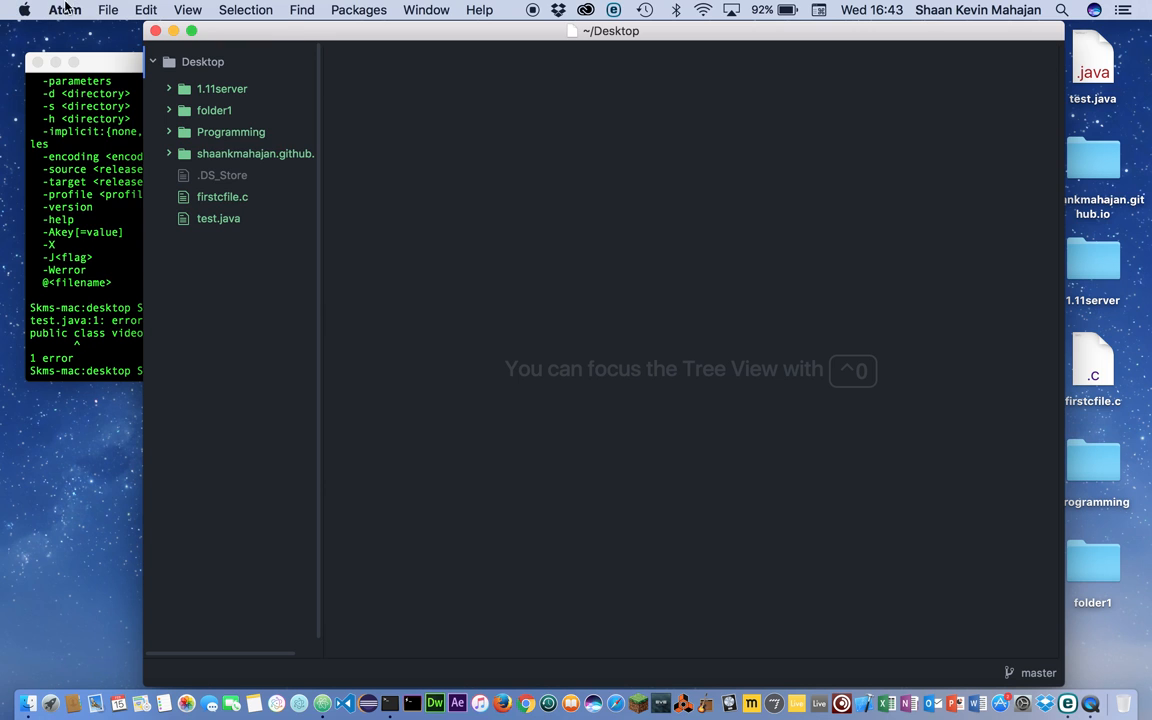 Atom File Edit View Selection Find Packages Window Help 92% Wed 16:43 Shaan Kevin Mahajan
~/Desktop
Desktop
1.11server
folder1
Programming
shaankmahajan.github.
.DS_Store
firstcfile.c
test.java
-parameters
-d <directory>
-s <directory>
-h <directory>
-implicit:{none,
les
-encoding <encod
-source <release
-target <release
-profile <profil
-version
-help
-Akey[=value]
-X
-J<flag>
-Werror
@<filename>
Skms-mac:desktop S
test.java:1: error
public class video
^
1 error
Skms-mac:desktop S
You can focus the Tree View with ^0
master
.java
test.java
ankmahajan.git
hub.io
1.11server
.c
firstcfile.c
rogramming
folder1